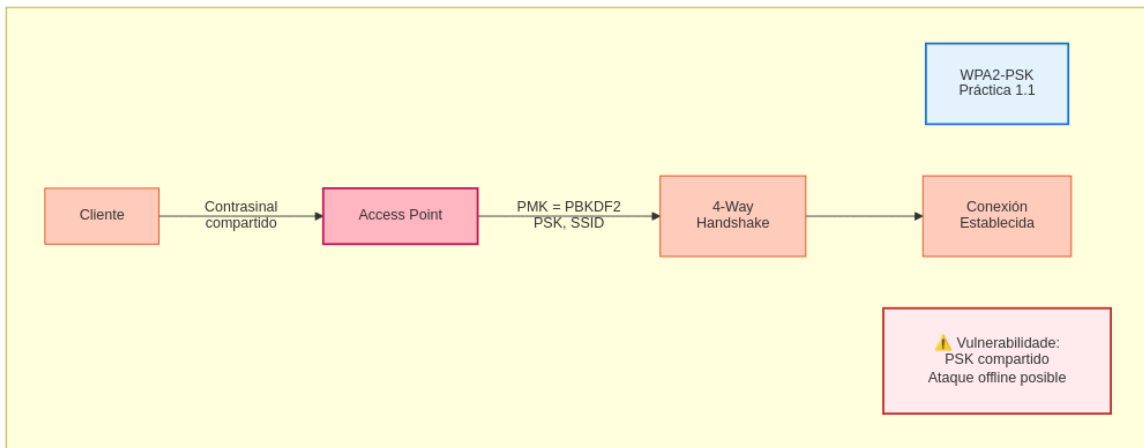 WPA2-PSK
Práctica 1.1
Cliente
Contrasinal
compartido
Access Point
PMK = PBKDF2
PSK, SSID
4-Way
Handshake
Conexión
Establecida
⚠️ Vulnerabilidade:
PSK compartido
Ataque offline posible